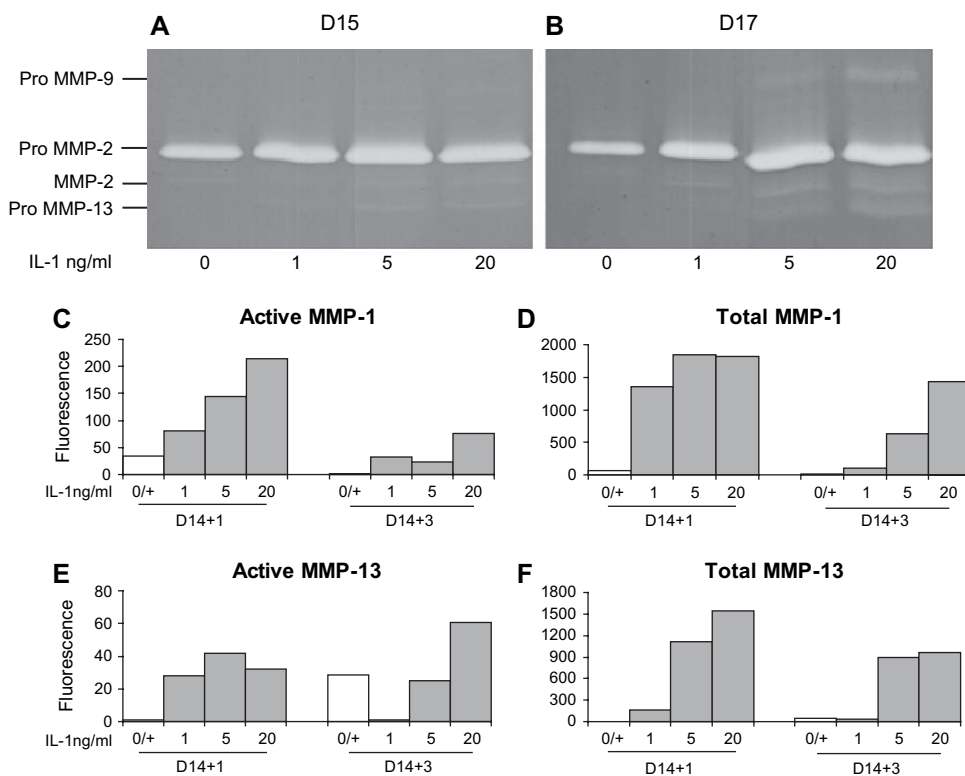 A D15
B D17
Pro MMP-9
Pro MMP-2
MMP-2
Pro MMP-13
IL-1 ng/ml 0 1 5 20 0 1 5 20
C Active MMP-1
Fluorescence
250
200
150
100
50
0
IL-1ng/ml 0/+ 1 5 20 0/+ 1 5 20
D14+1 D14+3
D Total MMP-1
2000
1500
1000
500
0
0/+ 1 5 20 0/+ 1 5 20
D14+1 D14+3
E Active MMP-13
Fluorescence
80
60
40
20
0
IL-1ng/ml 0/+ 1 5 20 0/+ 1 5 20
D14+1 D14+3
F Total MMP-13
1800
1500
1200
900
600
300
0
0/+ 1 5 20 0/+ 1 5 20
D14+1 D14+3